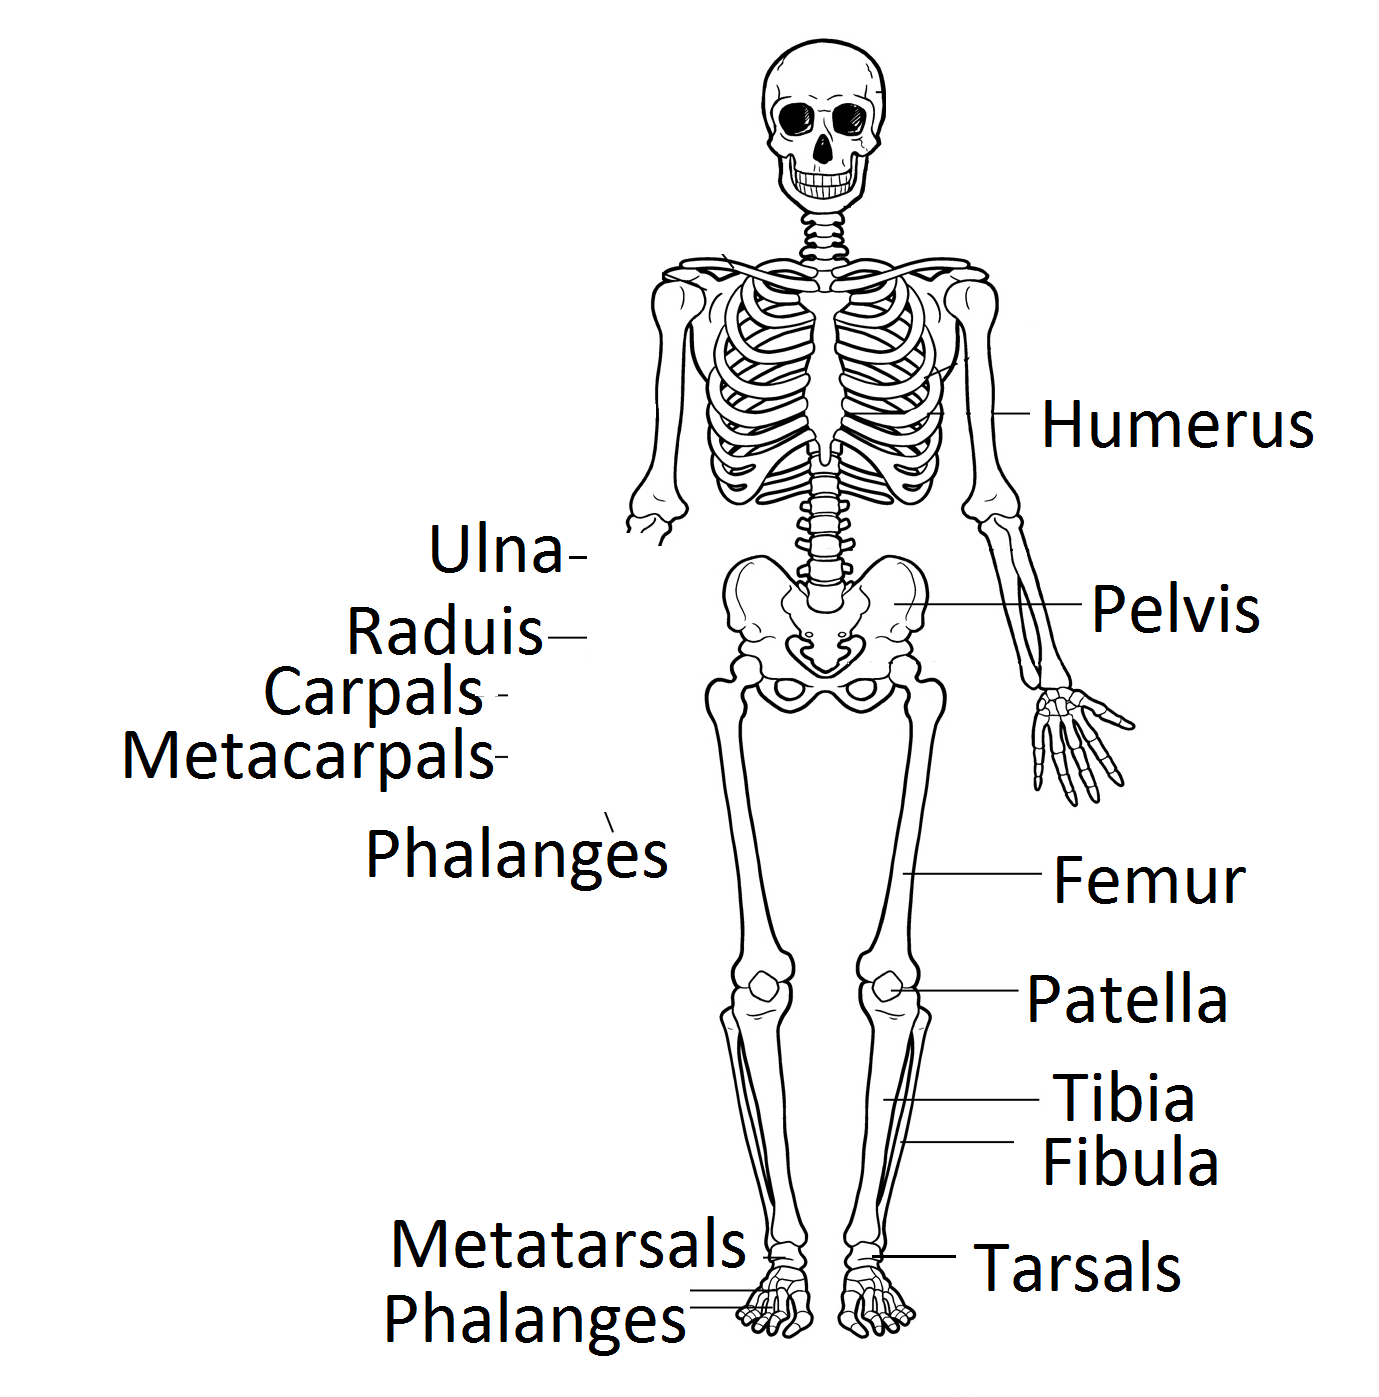 Humerus
Ulna
Pelvis
Raduis
Carpals
Metacarpals
Phalanges
Femur
Patella
Tibia
Fibula
Metatarsals
Tarsals
Phalanges